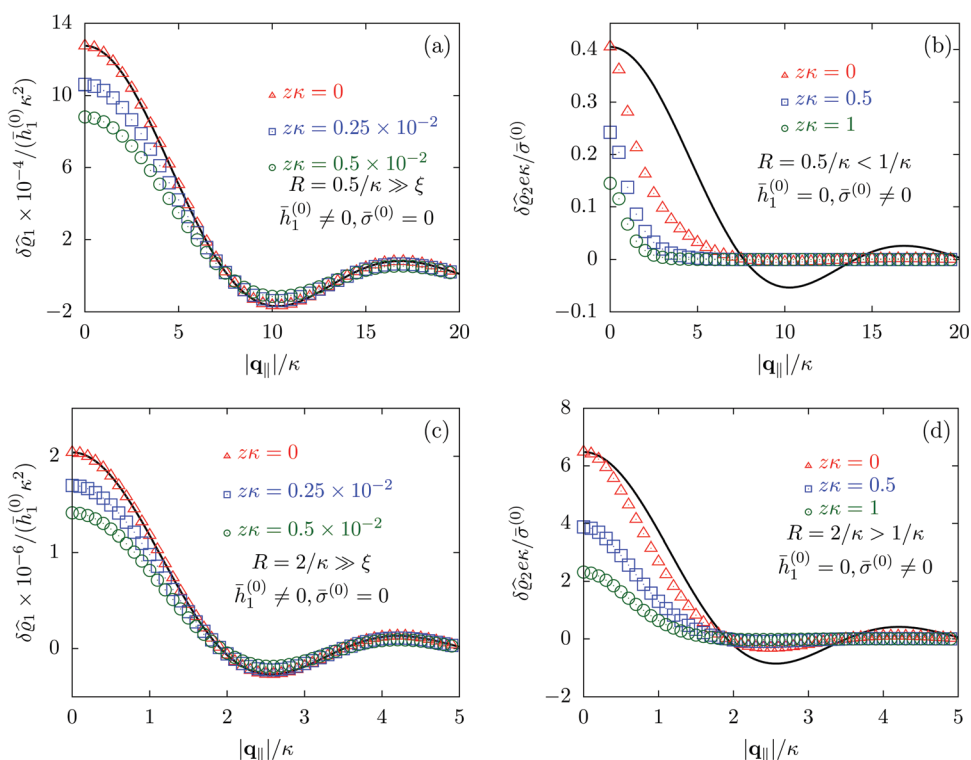 (a)
δϱ̂₁ × 10⁻⁴/(h̄₁⁽⁰⁾κ²)
14
10
6
2
−2
zκ = 0
zκ = 0.25 × 10⁻²
zκ = 0.5 × 10⁻²
R = 0.5/κ ≫ ξ
h̄₁⁽⁰⁾ ≠ 0, σ̄⁽⁰⁾ = 0
0 5 10 15 20
|q∥|/κ
(b)
δϱ̂₂eκ/σ̄⁽⁰⁾
0.4
0.3
0.2
0.1
0
−0.1
zκ = 0
zκ = 0.5
zκ = 1
R = 0.5/κ < 1/κ
h̄₁⁽⁰⁾ = 0, σ̄⁽⁰⁾ ≠ 0
0 5 10 15 20
|q∥|/κ
(c)
δϱ̂₁ × 10⁻⁶/(h̄₁⁽⁰⁾κ²)
2
1
0
zκ = 0
zκ = 0.25 × 10⁻²
zκ = 0.5 × 10⁻²
R = 2/κ ≫ ξ
h̄₁⁽⁰⁾ ≠ 0, σ̄⁽⁰⁾ = 0
0 1 2 3 4 5
|q∥|/κ
(d)
δϱ̂₂eκ/σ̄⁽⁰⁾
8
6
4
2
0
−2
zκ = 0
zκ = 0.5
zκ = 1
R = 2/κ > 1/κ
h̄₁⁽⁰⁾ = 0, σ̄⁽⁰⁾ ≠ 0
0 1 2 3 4 5
|q∥|/κ